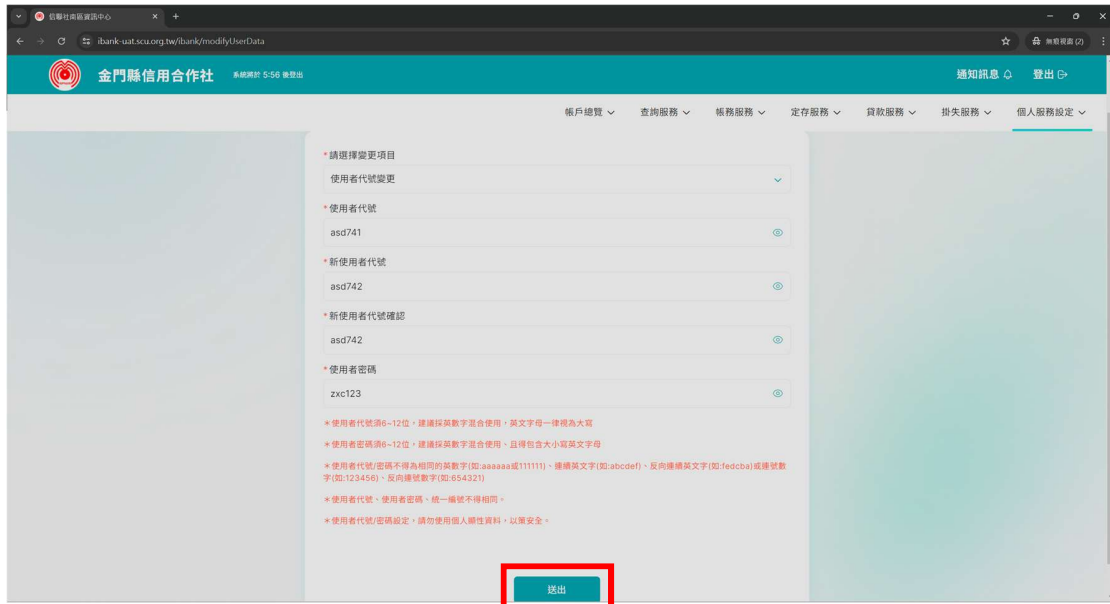 信聯社南區資訊中心
ibank-uat.scu.org.tw/ibank/modifyUserData
無痕視窗 (2)
金門縣信用合作社 系統將於 5:56 後登出
通知訊息 登出
帳戶總覽 查詢服務 帳務服務 定存服務 貸款服務 掛失服務 個人服務設定
*請選擇變更項目
使用者代號變更
*使用者代號
asd741
*新使用者代號
asd742
*新使用者代號確認
asd742
*使用者密碼
zxc123
＊使用者代號須6~12位，建議採英數字混合使用，英文字母一律視為大寫
＊使用者密碼須6~12位，建議採英數字混合使用、且得包含大小寫英文字母
＊使用者代號/密碼不得為相同的英數字(如:aaaaaa或111111)、連續英文字(如:abcdef)、反向連續英文字(如:fedcba)或連號數
字(如:123456)、反向連號數字(如:654321)
＊使用者代號、使用者密碼、統一編號不得相同。
＊使用者代號/密碼設定，請勿使用個人顯性資料，以策安全。
送出